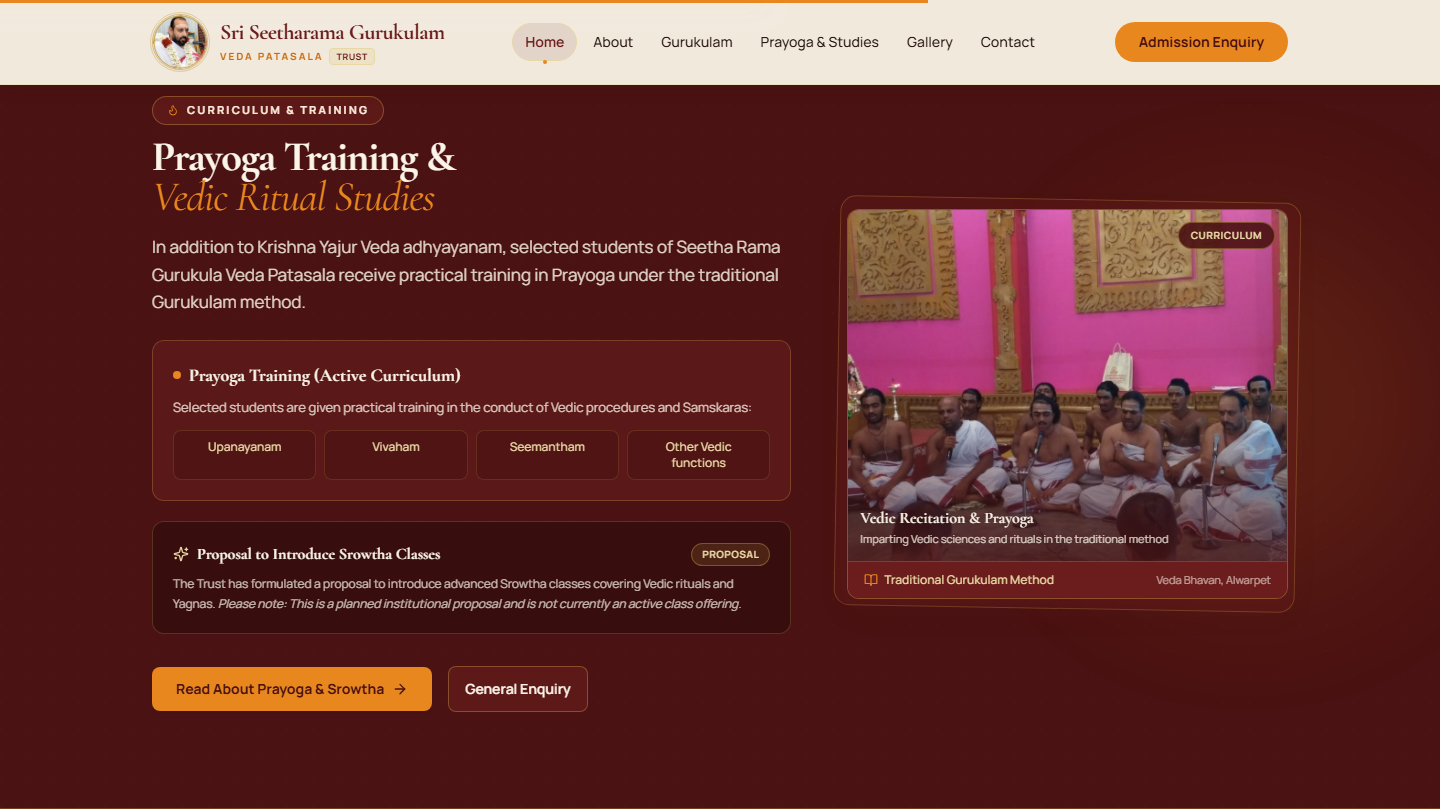 Sri Seetharama Gurukulam
VEDA PATASALA TRUST
Home About Gurukulam Prayoga & Studies Gallery Contact
Admission Enquiry
CURRICULUM & TRAINING
Prayoga Training &
Vedic Ritual Studies
In addition to Krishna Yajur Veda adhyayanam, selected students of Seetha Rama
Gurukula Veda Patasala receive practical training in Prayoga under the traditional
Gurukulam method.
Prayoga Training (Active Curriculum)
Selected students are given practical training in the conduct of Vedic procedures and Samskaras:
Upanayanam
Vivaham
Seemantham
Other Vedic
functions
Proposal to Introduce Srowtha Classes
PROPOSAL
The Trust has formulated a proposal to introduce advanced Srowtha classes covering Vedic rituals and
Yagnas. Please note: This is a planned institutional proposal and is not currently an active class offering.
Read About Prayoga & Srowtha
General Enquiry
CURRICULUM
Vedic Recitation & Prayoga
Imparting Vedic sciences and rituals in the traditional method
Traditional Gurukulam Method
Veda Bhavan, Alwarpet